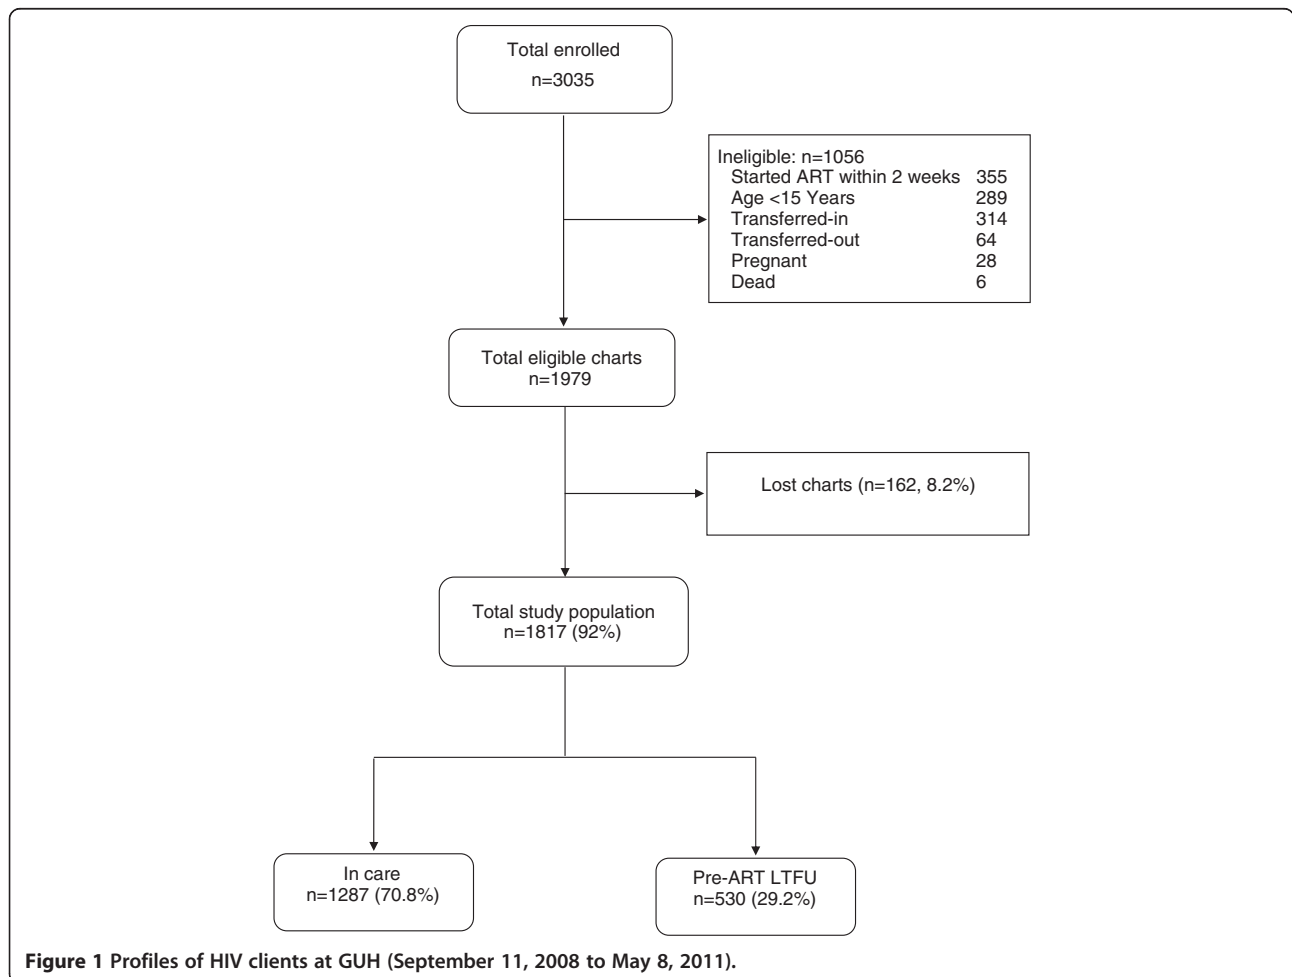 Total enrolled
n=3035
Ineligible: n=1056
Started ART within 2 weeks 355
Age <15 Years 289
Transferred-in 314
Transferred-out 64
Pregnant 28
Dead 6
Total eligible charts
n=1979
Lost charts (n=162, 8.2%)
Total study population
n=1817 (92%)
In care
n=1287 (70.8%)
Pre-ART LTFU
n=530 (29.2%)
Figure 1 Profiles of HIV clients at GUH (September 11, 2008 to May 8, 2011).